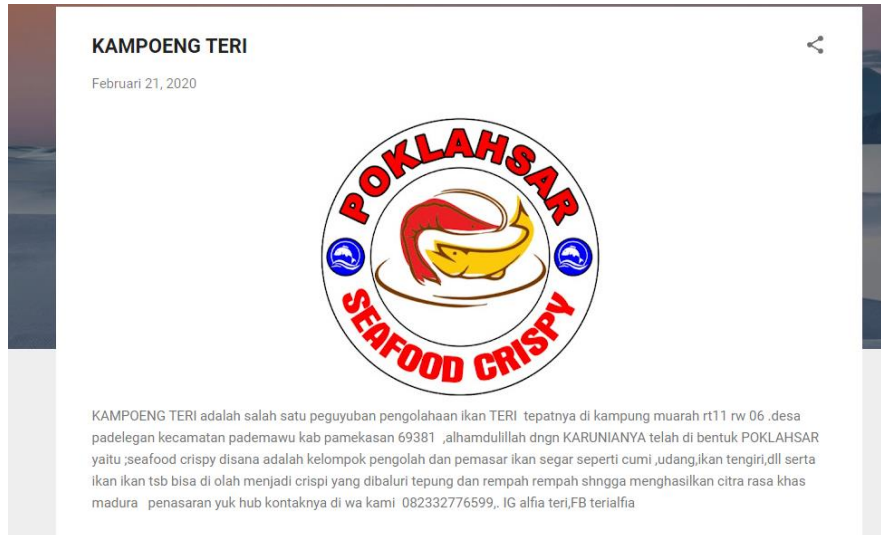 KAMPOENG TERI
Februari 21, 2020
POKLAHSAR
SEAFOOD CRISPY
KAMPOENG TERI adalah salah satu peguyuban pengolahaan ikan TERI tepatnya di kampung muarah rt11 rw 06 .desa
padelegan kecamatan pademawu kab pamekasan 69381 ,alhamdulillah dngn KARUNIANYA telah di bentuk POKLAHSAR
yaitu ;seafood crispy disana adalah kelompok pengolah dan pemasar ikan segar seperti cumi ,udang,ikan tengiri,dll serta
ikan ikan tsb bisa di olah menjadi crispi yang dibaluri tepung dan rempah rempah shngga menghasilkan citra rasa khas
madura penasaran yuk hub kontaknya di wa kami 082332776599,. IG alfia teri,FB terialfia